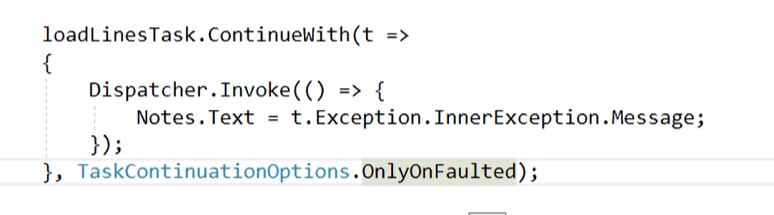 loadLinesTask.ContinueWith(t =>
{
    Dispatcher.Invoke(() => {
        Notes.Text = t.Exception.InnerException.Message;
    });
}, TaskContinuationOptions.OnlyOnFaulted);